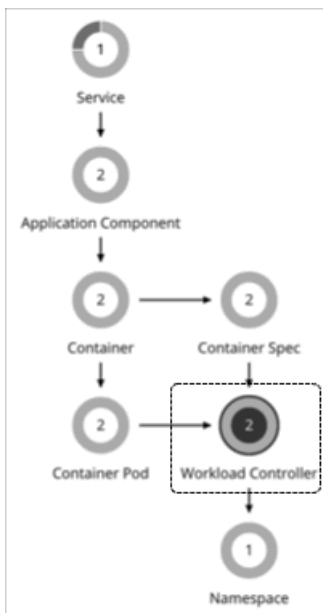 1
Service
2
Application Component
2
2
Container
Container Spec
2
2
Container Pod
Workload Controller
1
Namespace